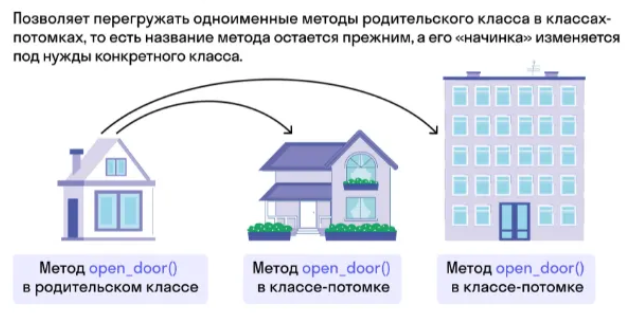 Позволяет перегружать одноименные методы родительского класса в классах-
потомках, то есть название метода остается прежним, а его «начинка» изменяется
под нужды конкретного класса.
Метод open_door()
в родительском классе
Метод open_door()
в классе-потомке
Метод open_door()
в классе-потомке